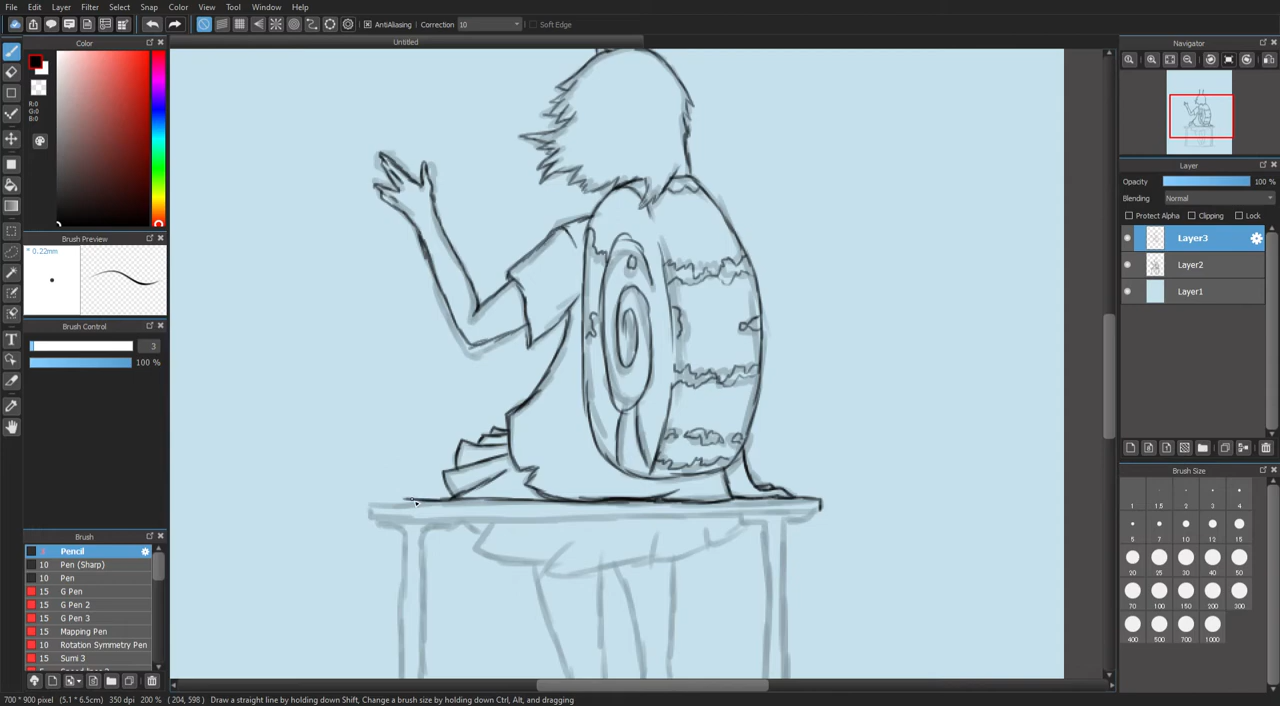 File Edit Layer Filter Select Snap Color View Tool Window Help
AntiAliasing Correction 10 Soft Edge
Color
Untitled
Navigator
R:0
G:0
B:0
Layer
Opacity 100 %
Blending Normal
Protect Alpha Clipping Lock
Brush Preview
* 0.22mm
Layer3
Layer2
Layer1
Brush Control
3
100 %
Brush Size
1 1.5 2 3 4
5 7 10 12 15
20 25 30 40 50
70 100 150 200 300
400 500 700 1000
Brush
Pencil
10 Pen (Sharp)
10 Pen
15 G Pen
15 G Pen 2
15 G Pen 3
15 Mapping Pen
10 Rotation Symmetry Pen
15 Sumi 3
700 * 900 pixel (5.1 * 6.5cm) 350 dpi 200 % ( 204, 598 ) Draw a straight line by holding down Shift, Change a brush size by holding down Ctrl, Alt, and dragging